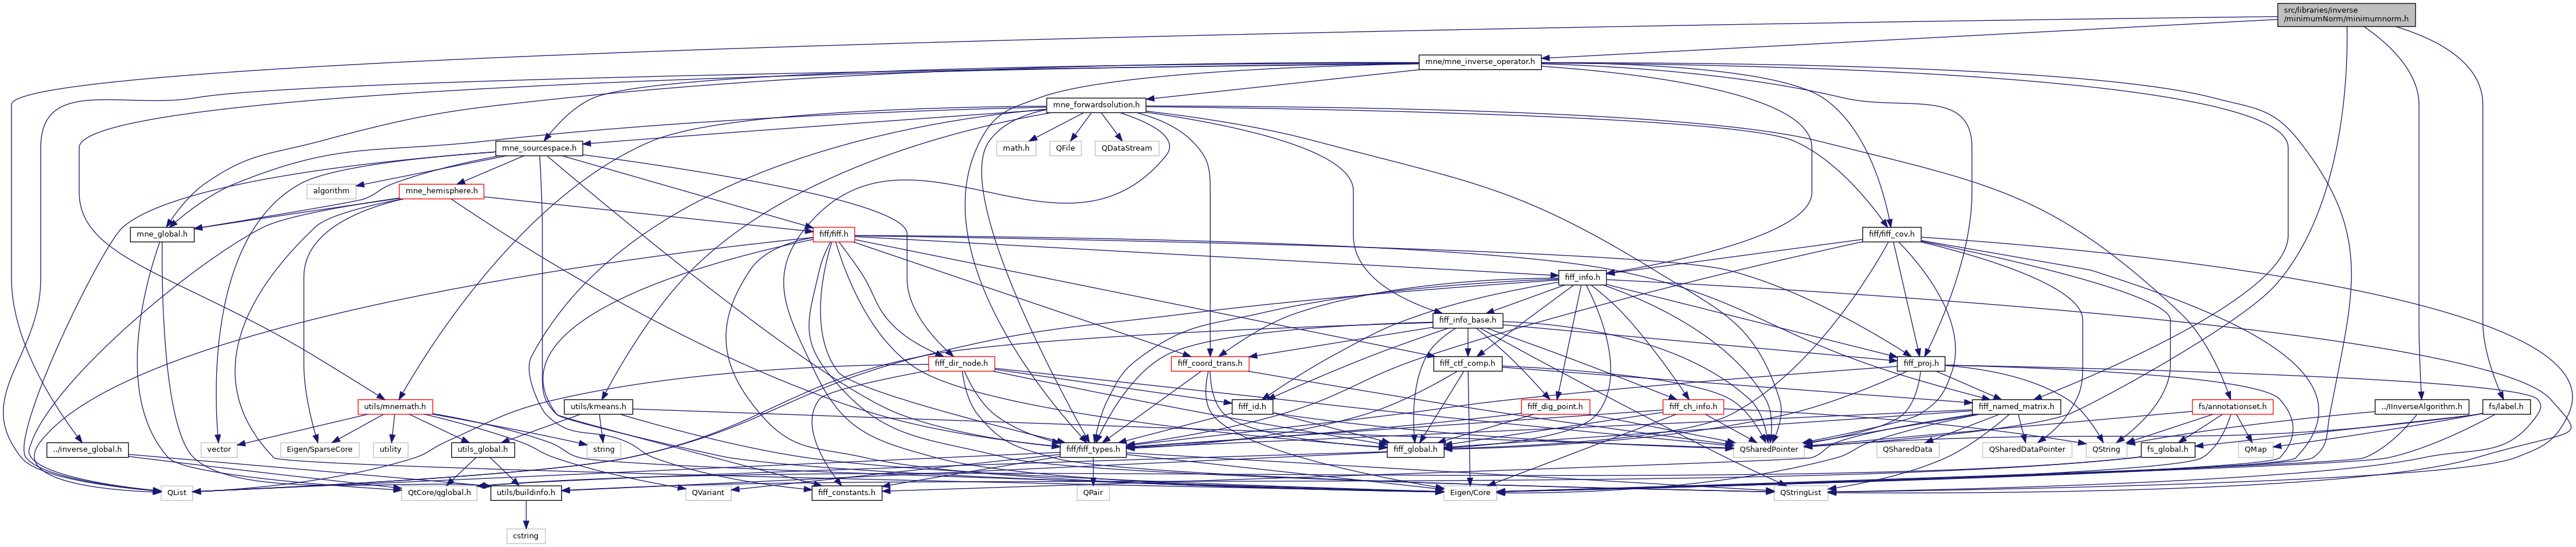 src/libraries/inverse
/minimumNorm/minimumnorm.h
mne/mne_inverse_operator.h
mne_forwardsolution.h
mne_sourcespace.h
math.h
QFile
QDataStream
algorithm
mne_hemisphere.h
mne_global.h
fiff/fiff.h
fiff/fiff_cov.h
fiff_info.h
fiff_info_base.h
fiff_dir_node.h
fiff_coord_trans.h
fiff_ctf_comp.h
fiff_proj.h
utils/mnemath.h
utils/kmeans.h
fiff_id.h
fiff_dig_point.h
fiff_ch_info.h
fiff_named_matrix.h
fs/annotationset.h
../IInverseAlgorithm.h
fs/label.h
../inverse_global.h
vector
Eigen/SparseCore
utility
utils_global.h
string
fiff/fiff_types.h
fiff_global.h
QSharedPointer
QSharedData
QSharedDataPointer
QString
fs_global.h
QMap
QList
QtCore/qglobal.h
utils/buildinfo.h
QVariant
fiff_constants.h
QPair
Eigen/Core
QStringList
cstring